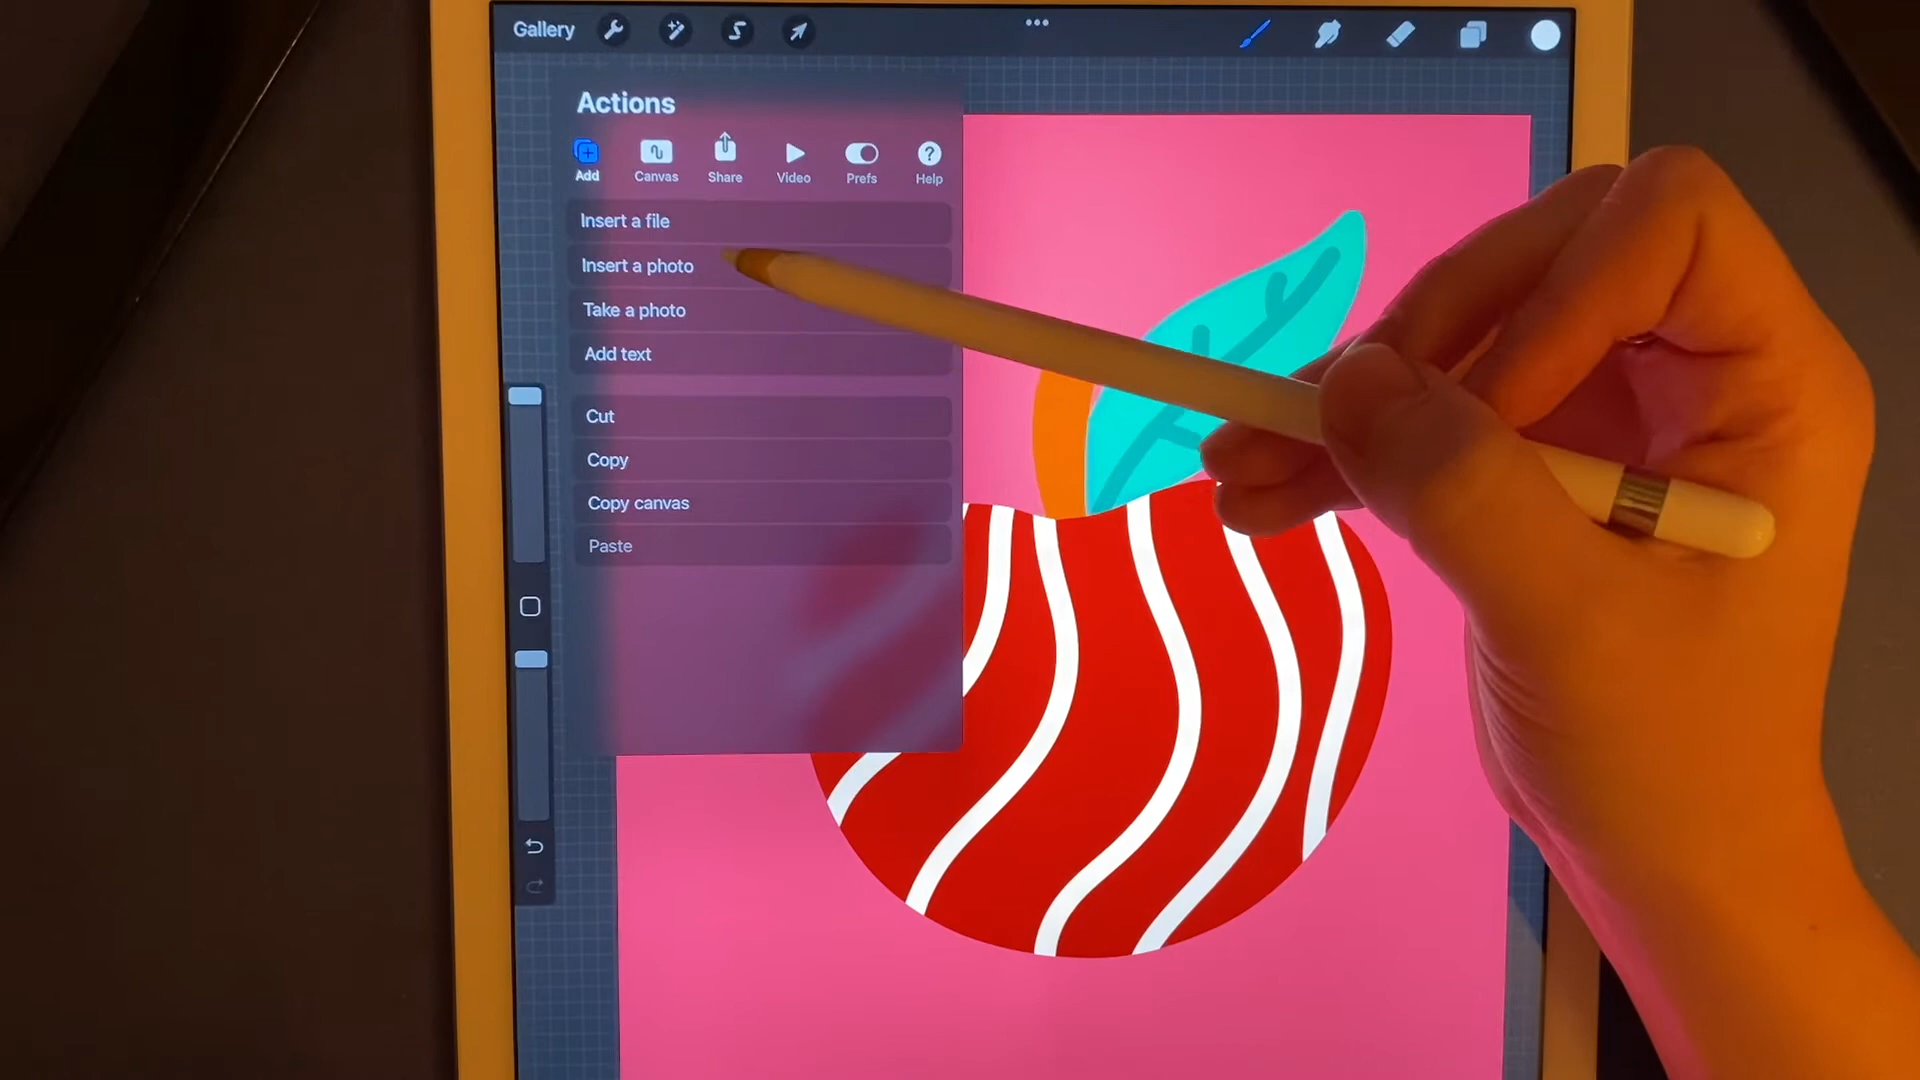 Gallery
Actions
Add
Canvas
Share
Video
Prefs
Help
Insert a file
Insert a photo
Take a photo
Add text
Cut
Copy
Copy canvas
Paste